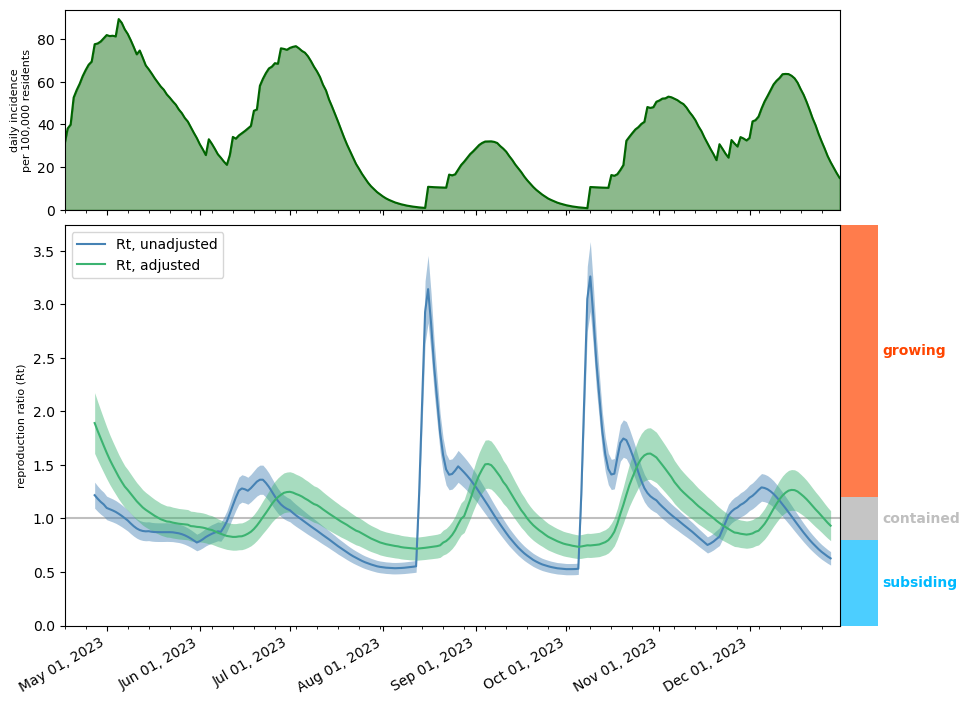 daily incidence
per 100,000 residents
80
60
40
20
0
Rt, unadjusted
Rt, adjusted
reproduction ratio (Rt)
3.5
3.0
2.5
2.0
1.5
1.0
0.5
0.0
growing
contained
subsiding
May 01, 2023
Jun 01, 2023
Jul 01, 2023
Aug 01, 2023
Sep 01, 2023
Oct 01, 2023
Nov 01, 2023
Dec 01, 2023